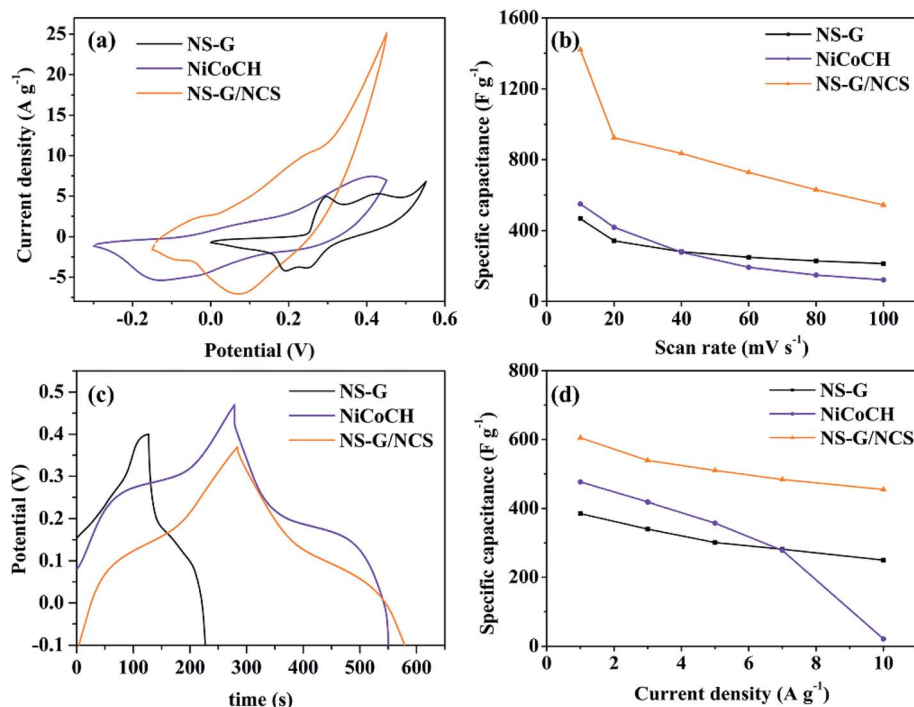 (a)
NS-G
NiCoCH
NS-G/NCS
25
20
15
10
5
0
-5
Current density (A g⁻¹)
-0.2 0.0 0.2 0.4 0.6
Potential (V)
(b)
NS-G
NiCoCH
NS-G/NCS
1600
1200
800
400
0
Specific capacitance (F g⁻¹)
0 20 40 60 80 100
Scan rate (mV s⁻¹)
(c)
NS-G
NiCoCH
NS-G/NCS
0.5
0.4
0.3
0.2
0.1
0.0
-0.1
Potential (V)
0 100 200 300 400 500 600
time (s)
(d)
NS-G
NiCoCH
NS-G/NCS
800
600
400
200
0
Specific capacitance (F g⁻¹)
0 2 4 6 8 10
Current density (A g⁻¹)